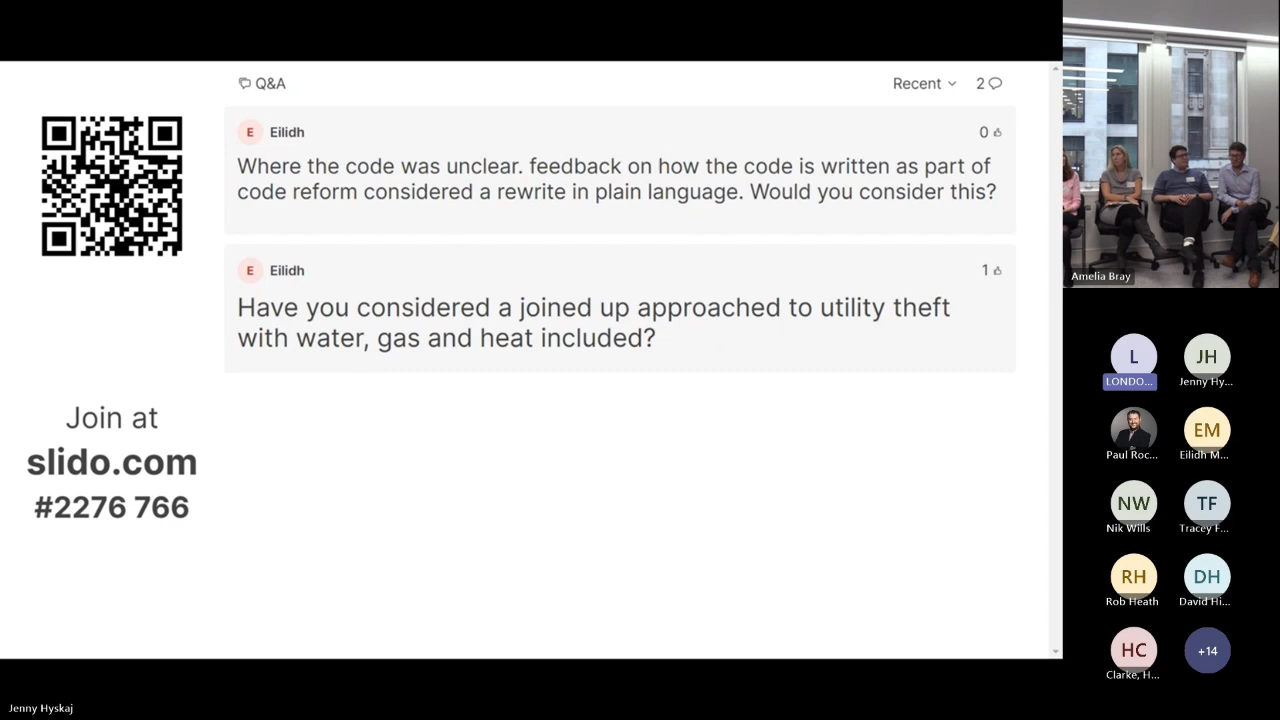 Q&A
Recent
2
E
Eilidh
0
Where the code was unclear. feedback on how the code is written as part of
code reform considered a rewrite in plain language. Would you consider this?
E
Eilidh
1
Have you considered a joined up approached to utility theft
with water, gas and heat included?
Join at
slido.com
#2276 766
Amelia Bray
L
LONDO...
JH
Jenny Hy...
Paul Roc...
EM
Eilidh M...
NW
Nik Wills
TF
Tracey F...
RH
Rob Heath
DH
David Hi...
HC
Clarke, H...
+14
Jenny Hyskaj